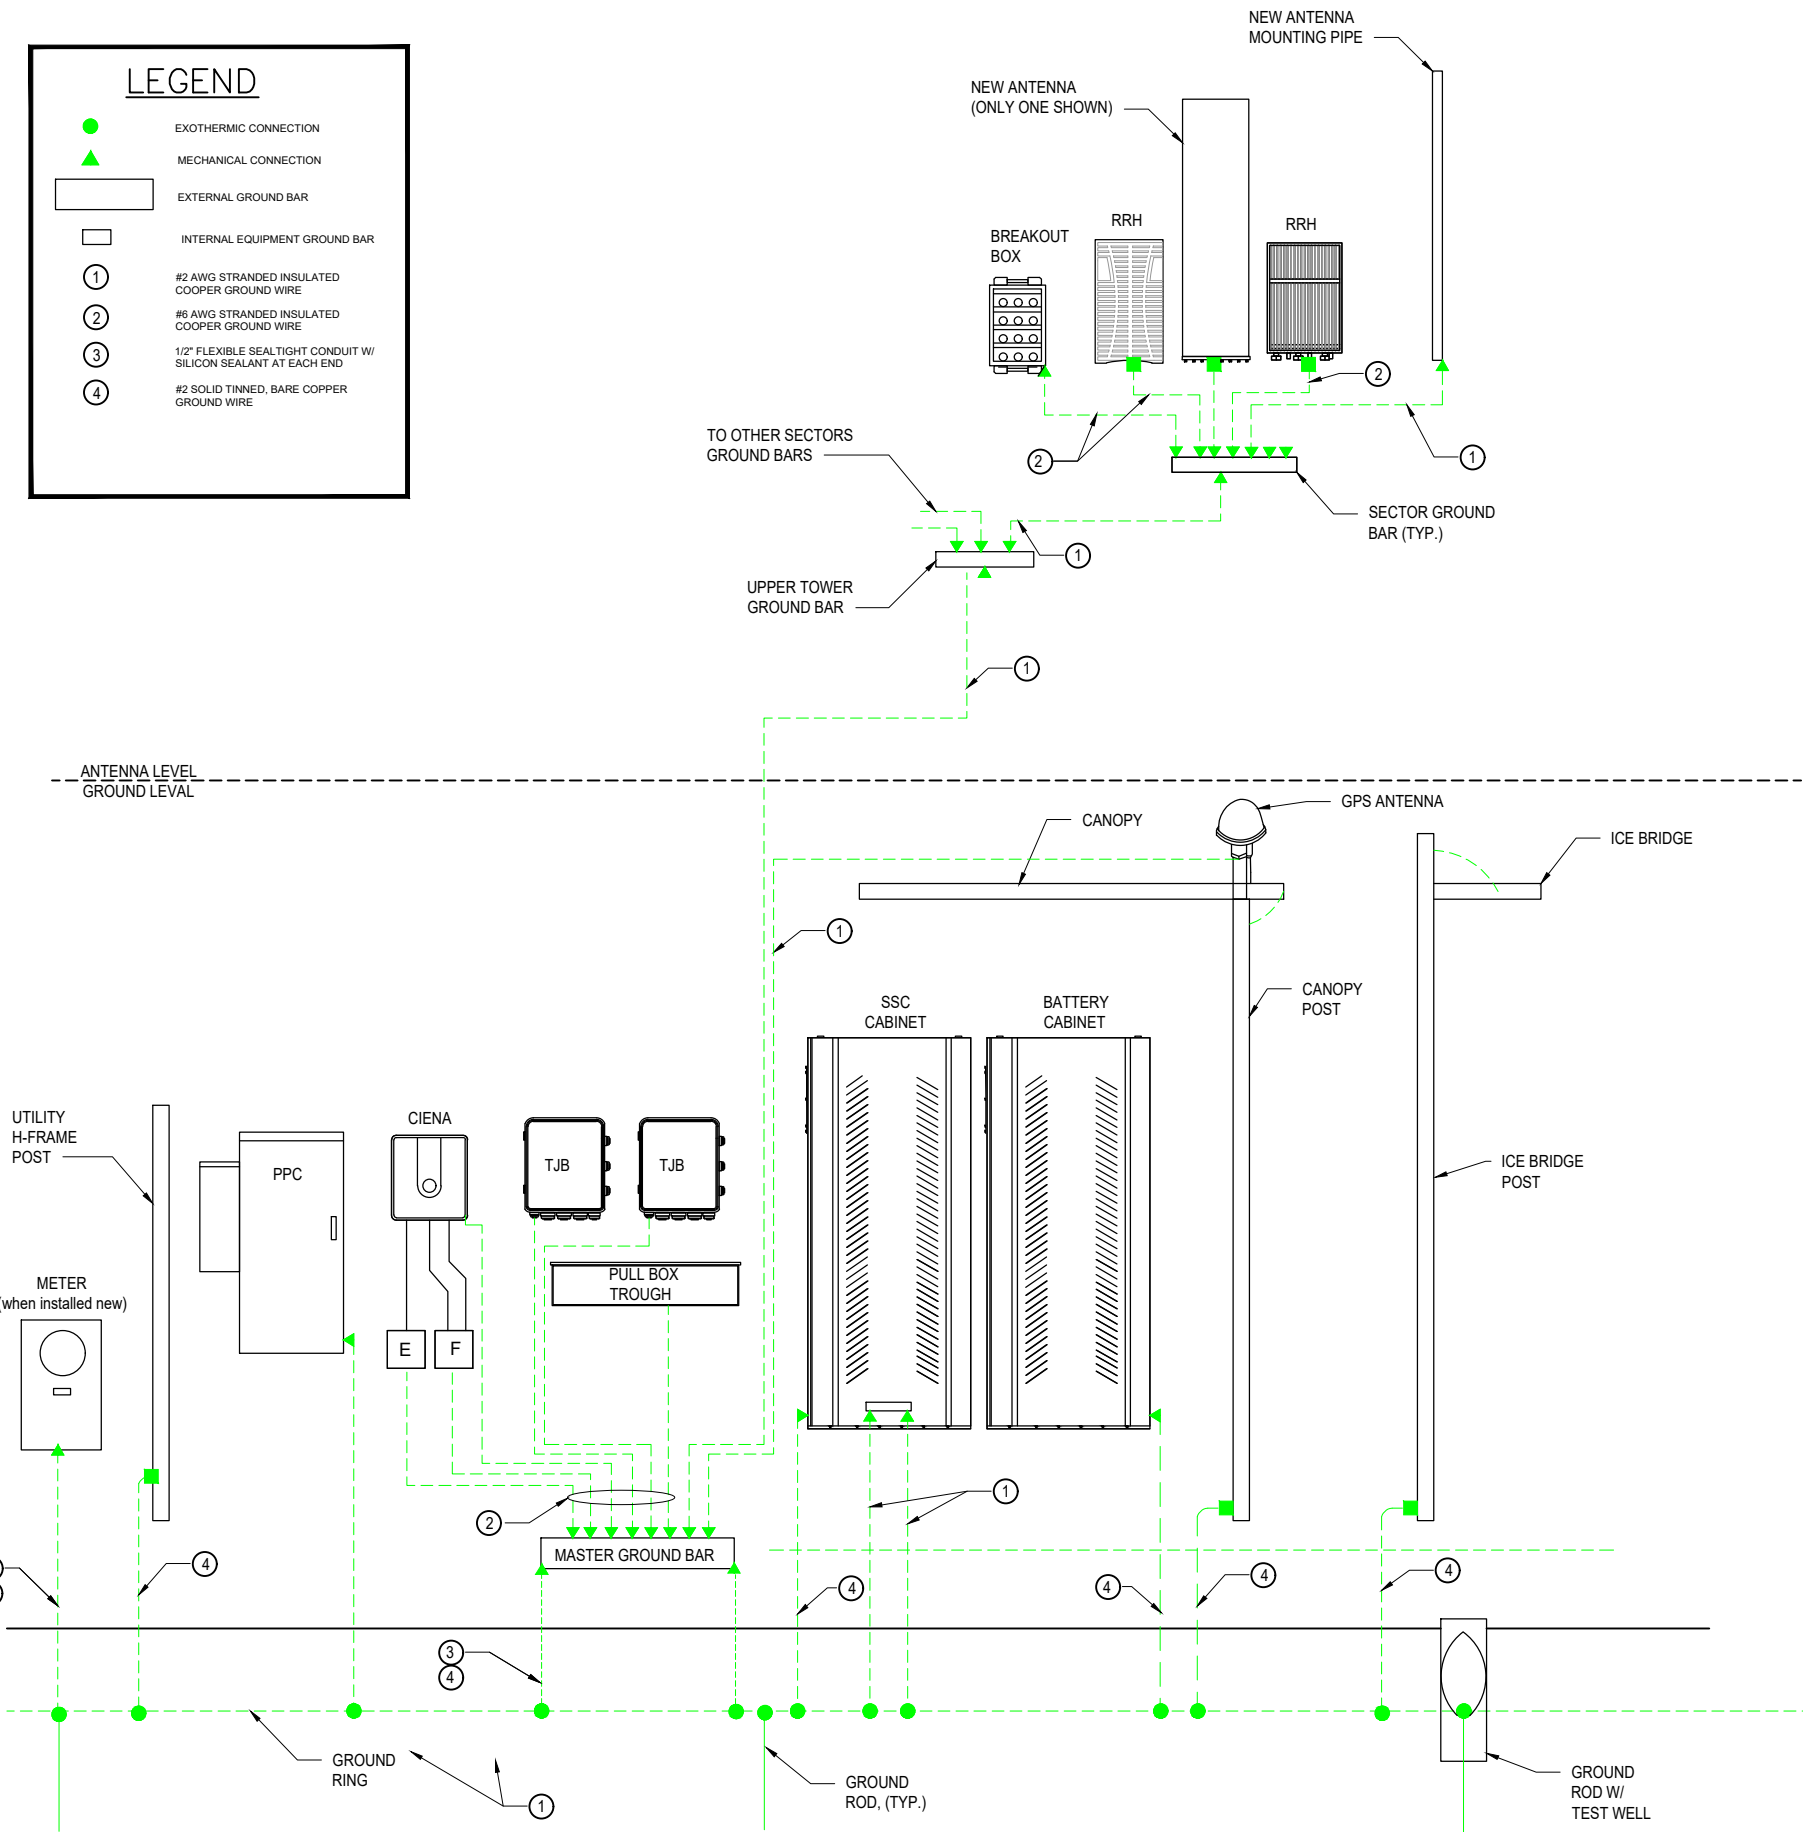 LEGEND
EXOTHERMIC CONNECTION
MECHANICAL CONNECTION
EXTERNAL GROUND BAR
INTERNAL EQUIPMENT GROUND BAR
1
#2 AWG STRANDED INSULATED
COOPER GROUND WIRE
2
#6 AWG STRANDED INSULATED
COOPER GROUND WIRE
3
1/2" FLEXIBLE SEALTIGHT CONDUIT W/
SILICON SEALANT AT EACH END
4
#2 SOLID TINNED, BARE COPPER
GROUND WIRE
NEW ANTENNA
MOUNTING PIPE
NEW ANTENNA
(ONLY ONE SHOWN)
RRH
RRH
BREAKOUT
BOX
2
2
1
TO OTHER SECTORS
GROUND BARS
SECTOR GROUND
BAR (TYP.)
1
UPPER TOWER
GROUND BAR
1
ANTENNA LEVEL
GROUND LEVAL
GPS ANTENNA
CANOPY
ICE BRIDGE
1
CANOPY
POST
SSC
CABINET
BATTERY
CABINET
UTILITY
H-FRAME
POST
PPC
CIENA
TJB
TJB
ICE BRIDGE
POST
METER
(when installed new)
PULL BOX
TROUGH
E
F
1
2
MASTER GROUND BAR
4
4
4
4
4
3
4
GROUND
RING
1
GROUND
ROD, (TYP.)
GROUND
ROD W/
TEST WELL